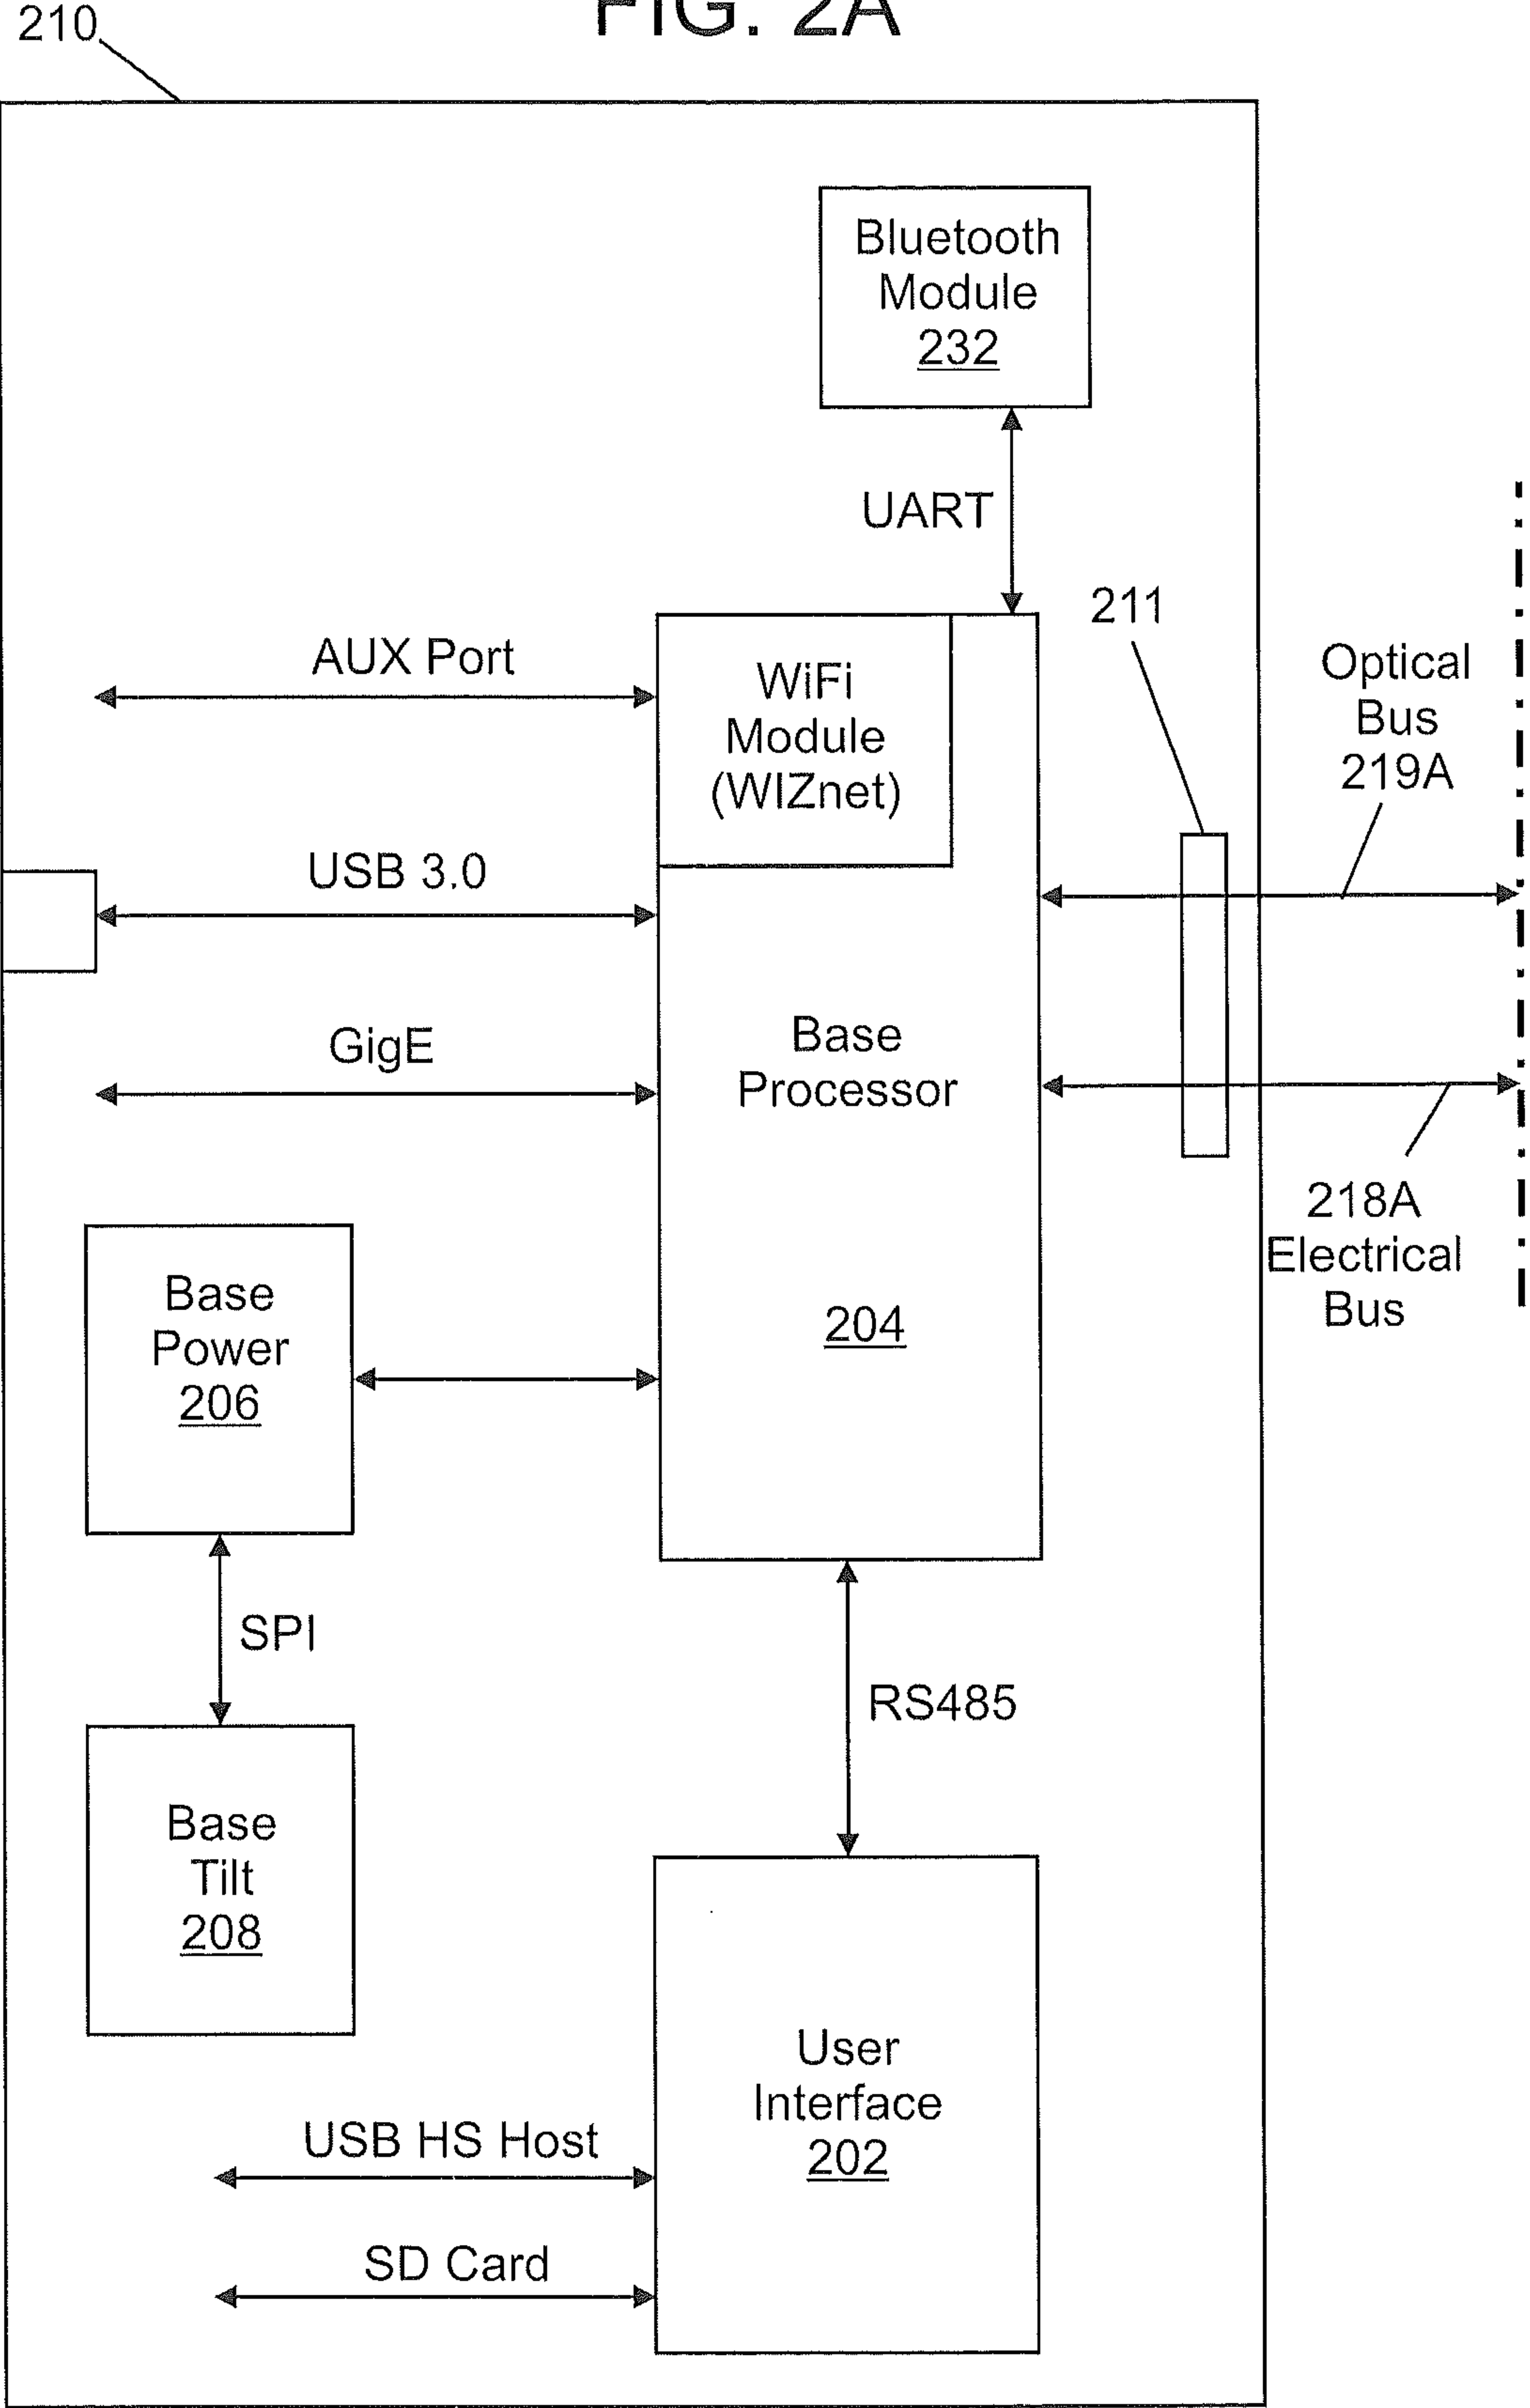 FIG. 2A
210
Bluetooth
Module
232
UART
211
AUX Port
WiFi
Module
(WIZnet)
Optical
Bus
219A
USB 3.0
GigE
Base
Processor
204
218A
Electrical
Bus
Base
Power
206
SPI
RS485
Base
Tilt
208
User
Interface
202
USB HS Host
SD Card